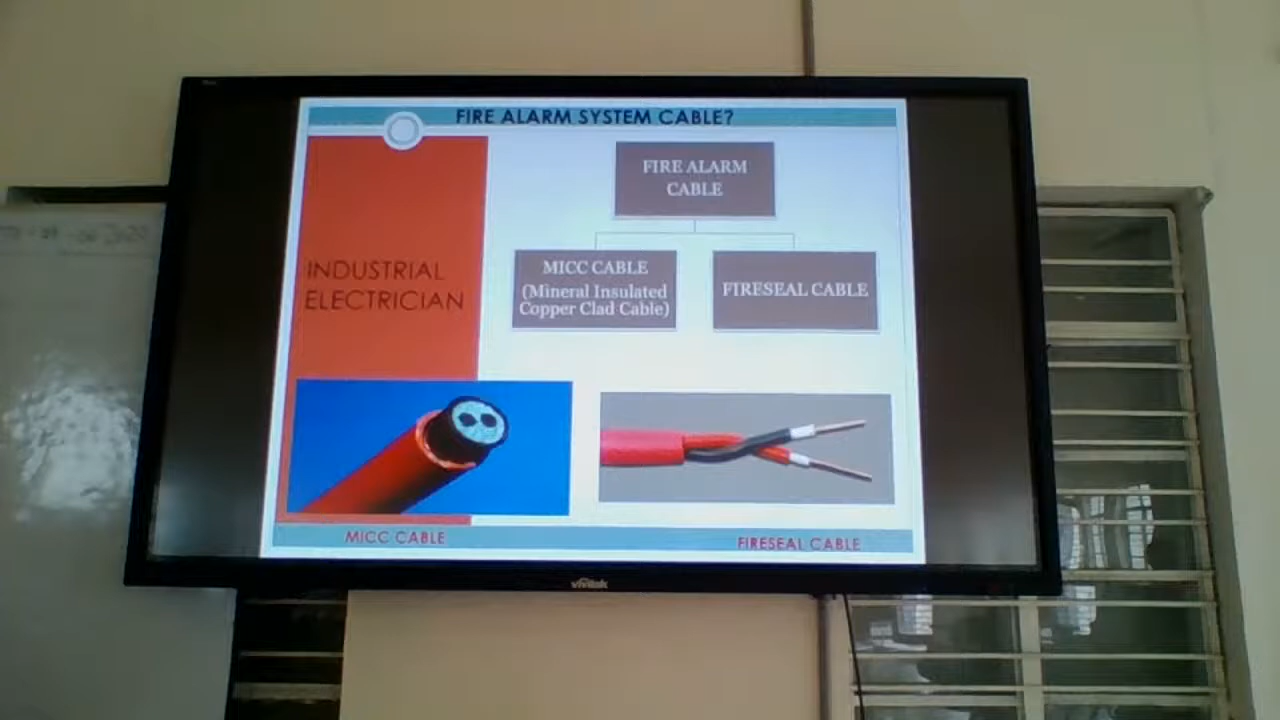 FIRE ALARM SYSTEM CABLE?
FIRE ALARM
CABLE
MICC CABLE
(Mineral Insulated
Copper Clad Cable)
FIRESEAL CABLE
INDUSTRIAL
ELECTRICIAN
MICC CABLE
FIRESEAL CABLE
vivitek